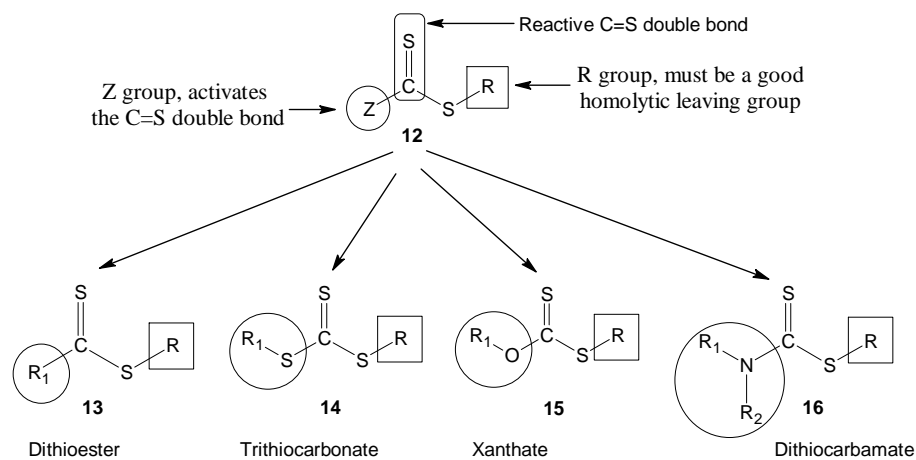 Reactive C=S double bond
S
Z group, activates
the C=S double bond
C
Z
S
R
R group, must be a good
homolytic leaving group
12
S
C
R1
S
R
13
Dithioester
S
R1
S
C
S
R
14
Trithiocarbonate
S
R1
O
C
S
R
15
Xanthate
S
R1
N
C
S
R
R2
16
Dithiocarbamate